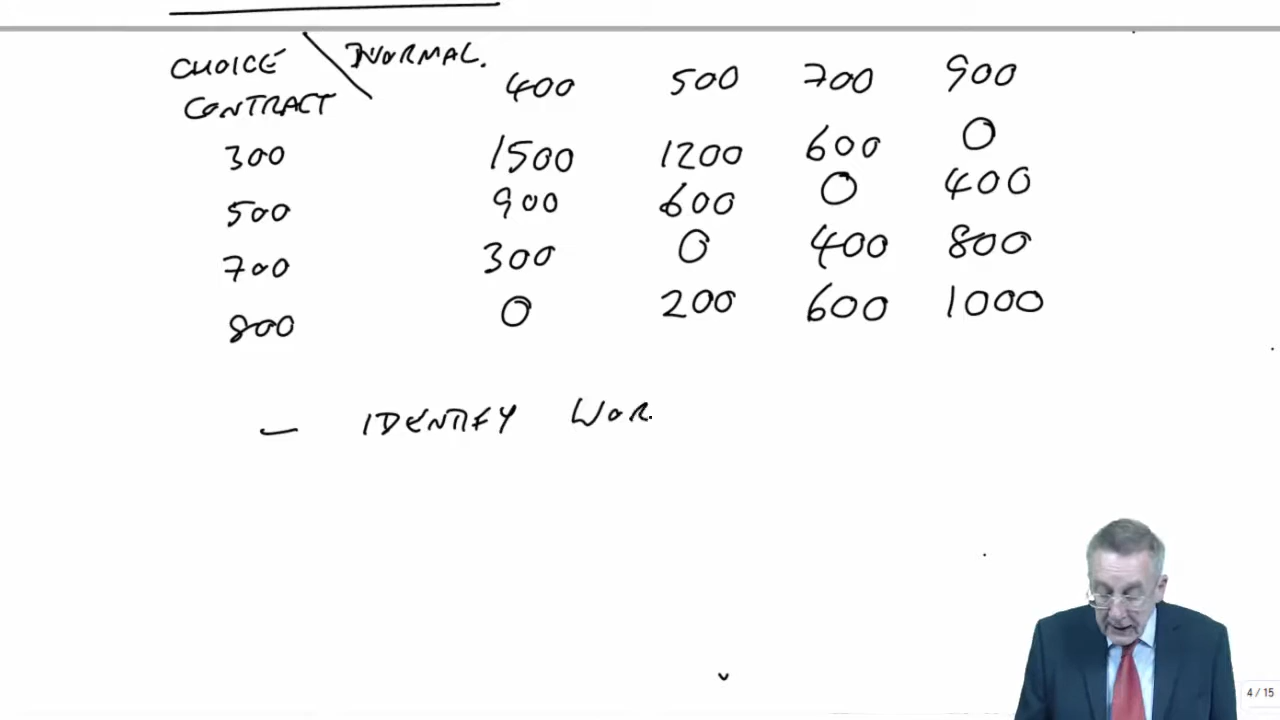 CHOICE \ NORMAL.
CONTRACT 400 500 700 900
300 1500 1200 600 0
500 900 600 0 400
700 300 0 400 800
800 0 200 600 1000
— IDENTIFY WOR
4 / 15